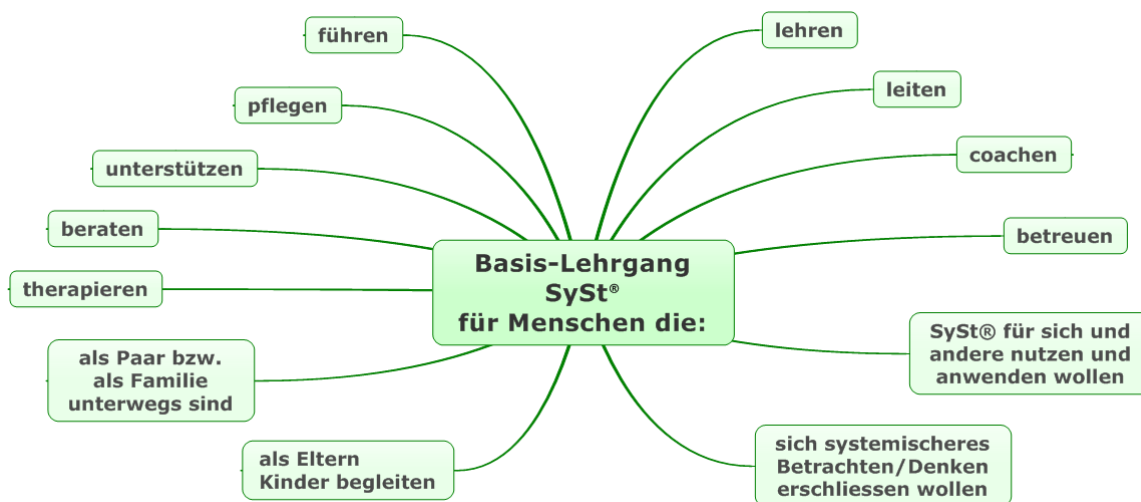 führen
lehren
leiten
pflegen
coachen
unterstützen
beraten
betreuen
Basis-Lehrgang
SySt®
für Menschen die:
therapieren
SySt® für sich und
andere nutzen und
anwenden wollen
als Paar bzw.
als Familie
unterwegs sind
sich systemischeres
Betrachten/Denken
erschliessen wollen
als Eltern
Kinder begleiten